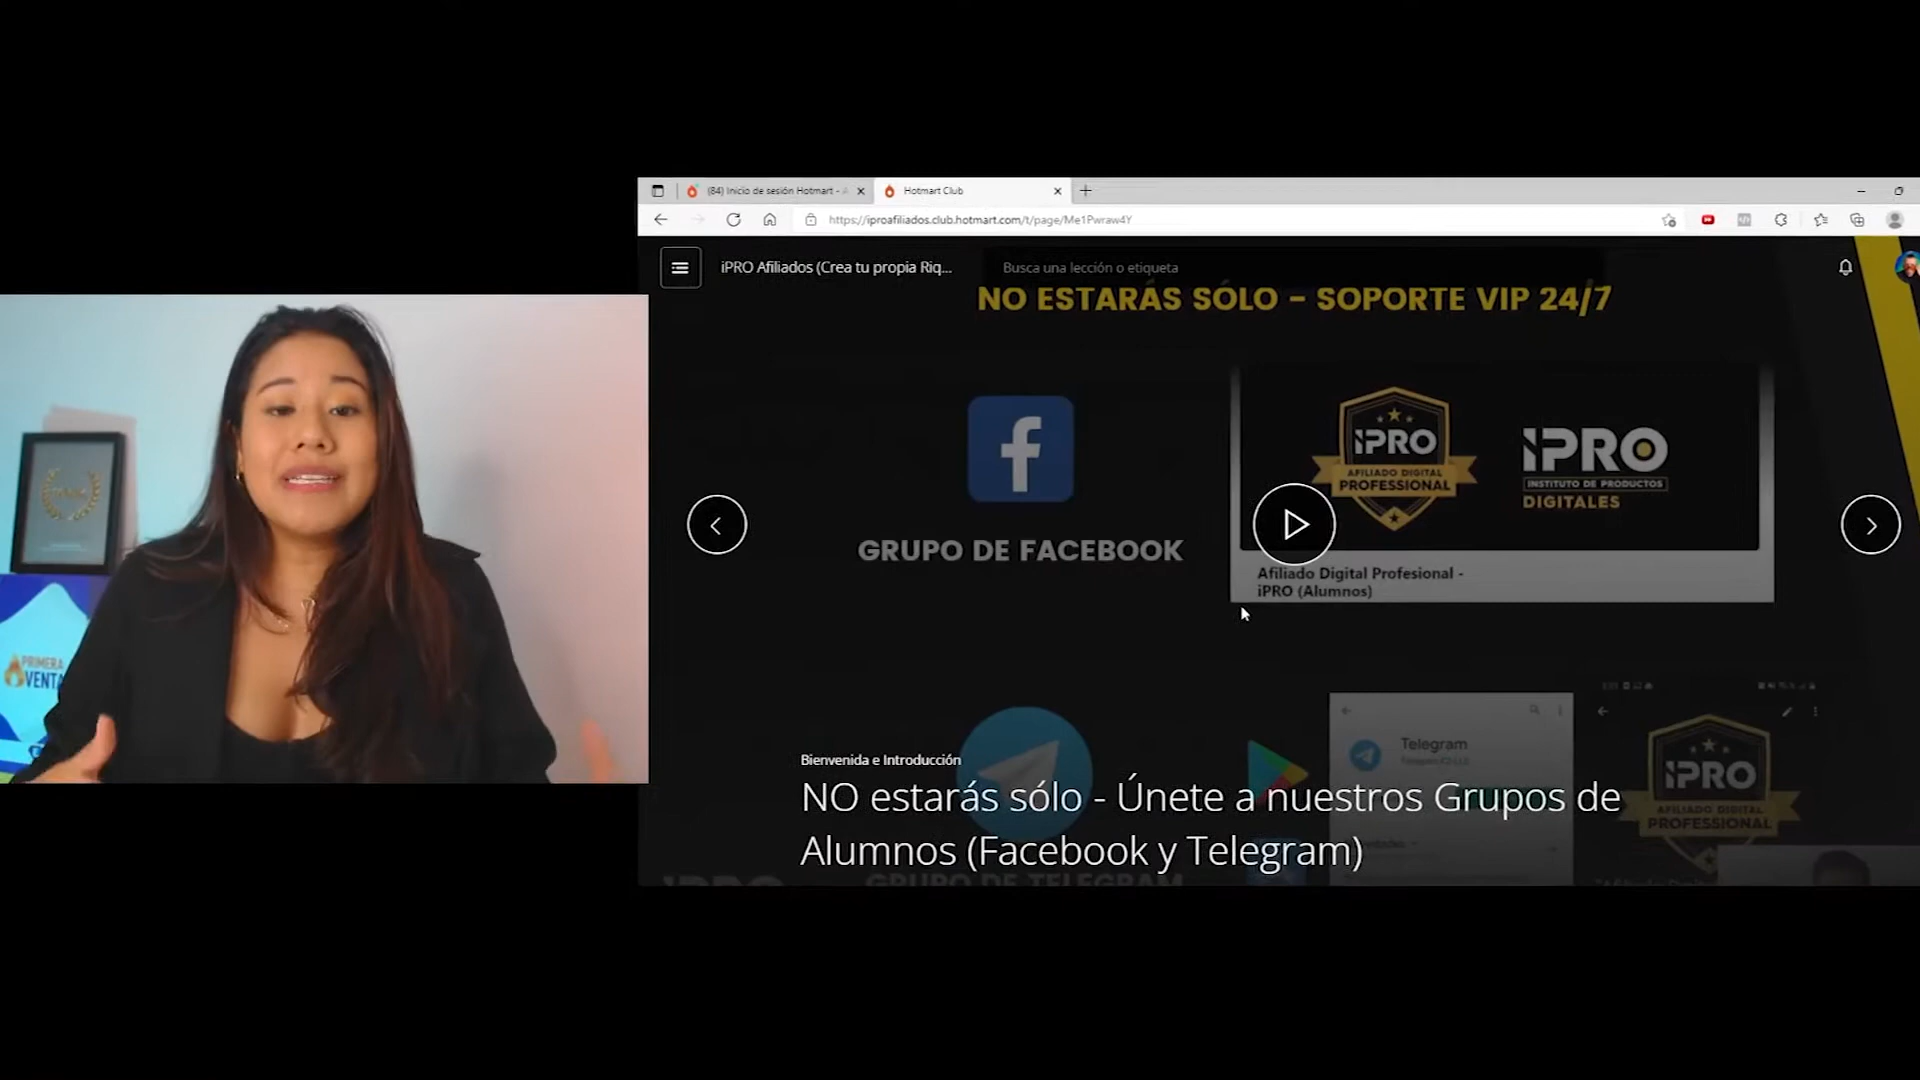 (84) Inicio de sesión Hotmart - A
Hotmart Club
https://iproafiliados.club.hotmart.com/t/page/Me1Pwraw4Y
iPRO Afiliados (Crea tu propia Riq...
Busca una lección o etiqueta
NO ESTARÁS SÓLO - SOPORTE VIP 24/7
iPRO
AFILIADO DIGITAL
PROFESSIONAL
iPRO
INSTITUTO DE PRODUCTOS
DIGITALES
GRUPO DE FACEBOOK
Afiliado Digital Profesional -
iPRO (Alumnos)
PRIMERA
VENTA
Telegram
iPRO
AFILIADO DIGITAL
PROFESSIONAL
Bienvenida e Introducción
NO estarás sólo - Únete a nuestros Grupos de
Alumnos (Facebook y Telegram)
GRUPO DE TELEGRAM